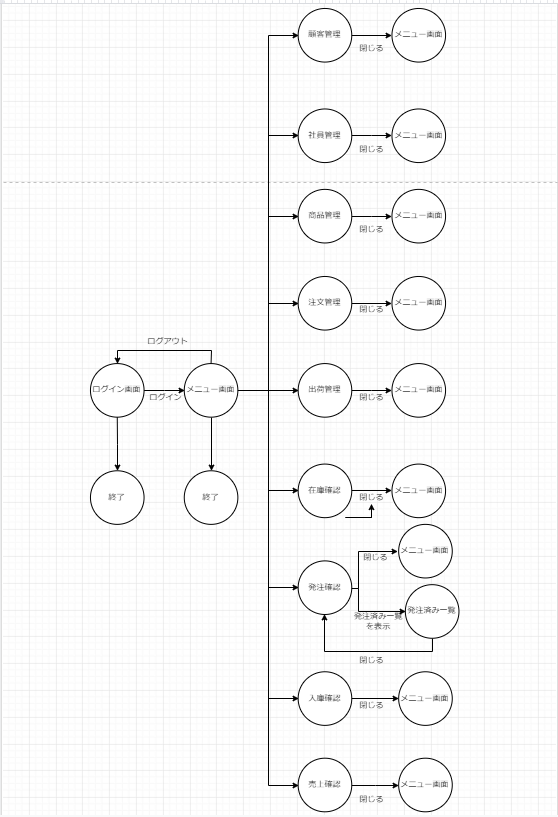 顧客管理
閉じる
メニュー画面
社員管理
閉じる
メニュー画面
商品管理
閉じる
メニュー画面
注文管理
閉じる
メニュー画面
ログアウト
ログイン画面
ログイン
メニュー画面
出荷管理
閉じる
メニュー画面
終了
終了
在庫確認
閉じる
メニュー画面
発注確認
閉じる
メニュー画面
発注済み一覧
を表示
発注済み一覧
閉じる
入庫確認
閉じる
メニュー画面
売上確認
閉じる
メニュー画面